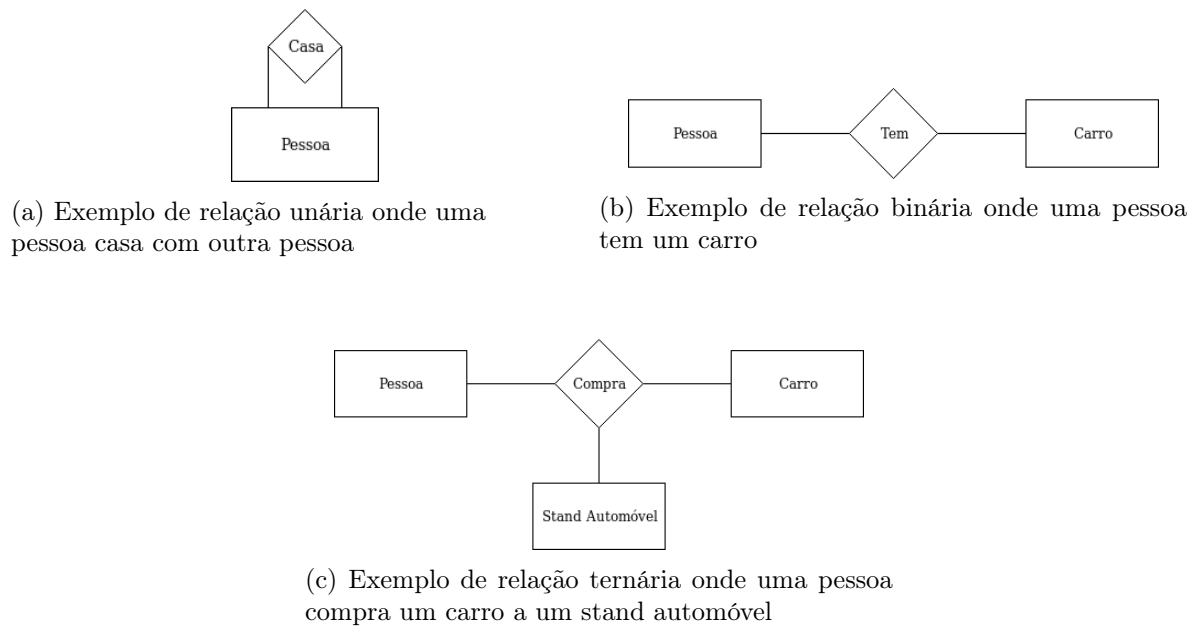 Casa
Pessoa
(a) Exemplo de relação unária onde uma
pessoa casa com outra pessoa
Pessoa
Tem
Carro
(b) Exemplo de relação binária onde uma pessoa
tem um carro
Pessoa
Compra
Carro
Stand Automóvel
(c) Exemplo de relação ternária onde uma pessoa
compra um carro a um stand automóvel